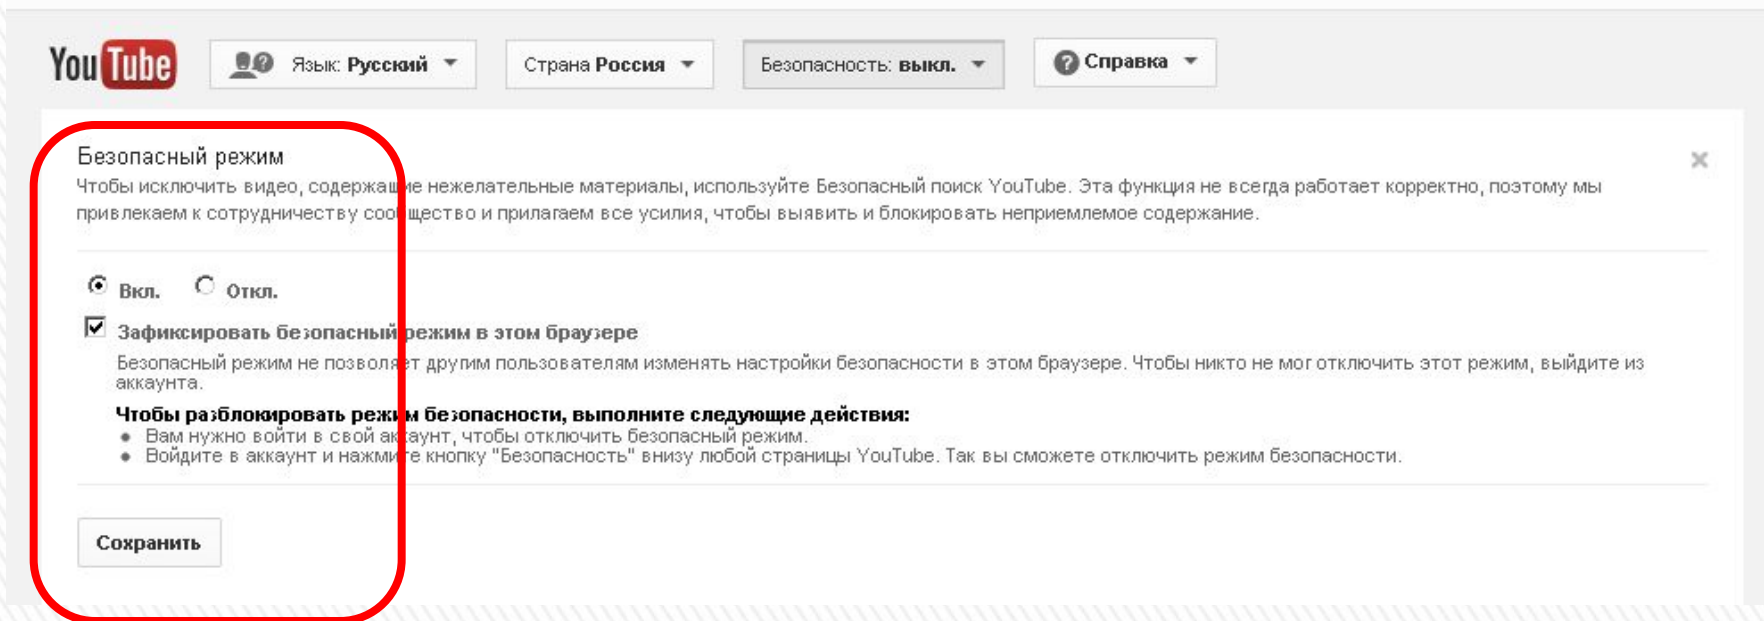 YouTube
Язык: Русский
Страна Россия
Безопасность: выкл.
Справка
Безопасный режим
Чтобы исключить видео, содержащие нежелательные материалы, используйте Безопасный поиск YouTube. Эта функция не всегда работает корректно, поэтому мы
привлекаем к сотрудничеству сообщество и прилагаем все усилия, чтобы выявить и блокировать неприемлемое содержание.
Вкл. Откл.
Зафиксировать безопасный режим в этом браузере
Безопасный режим не позволяет другим пользователям изменять настройки безопасности в этом браузере. Чтобы никто не мог отключить этот режим, выйдите из
аккаунта.
Чтобы разблокировать режим безопасности, выполните следующие действия:
• Вам нужно войти в свой аккаунт, чтобы отключить безопасный режим.
• Войдите в аккаунт и нажмите кнопку "Безопасность" внизу любой страницы YouTube. Так вы сможете отключить режим безопасности.
Сохранить